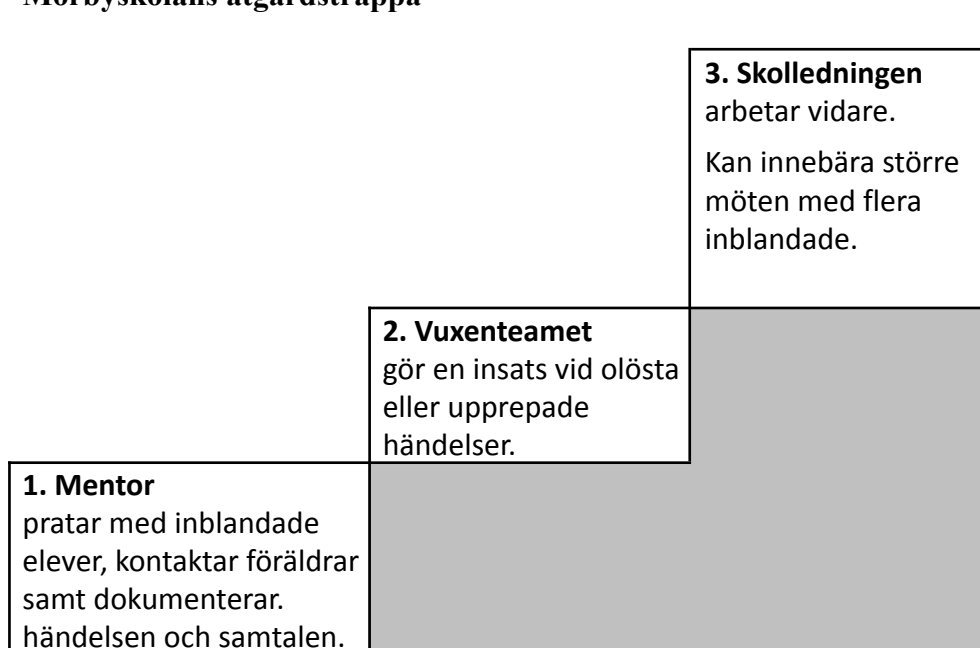 Mörbyskolans åtgärdstrappa
3. Skolledningen
arbetar vidare.
Kan innebära större
möten med flera
inblandade.
2. Vuxenteamet
gör en insats vid olösta
eller upprepade
händelser.
1. Mentor
pratar med inblandade
elever, kontaktar föräldrar
samt dokumenterar.
händelsen och samtalen.